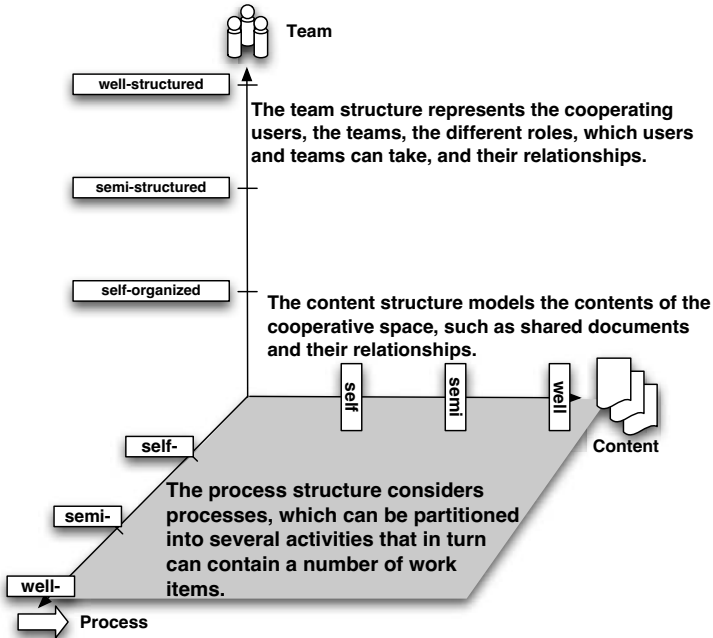 Team
well-structured
The team structure represents the cooperating
users, the teams, the different roles, which users
and teams can take, and their relationships.
semi-structured
self-organized
The content structure models the contents of the
cooperative space, such as shared documents
and their relationships.
self
semi
well
Content
self-
The process structure considers
processes, which can be partitioned
into several activities that in turn
can contain a number of work
items.
semi-
well-
Process